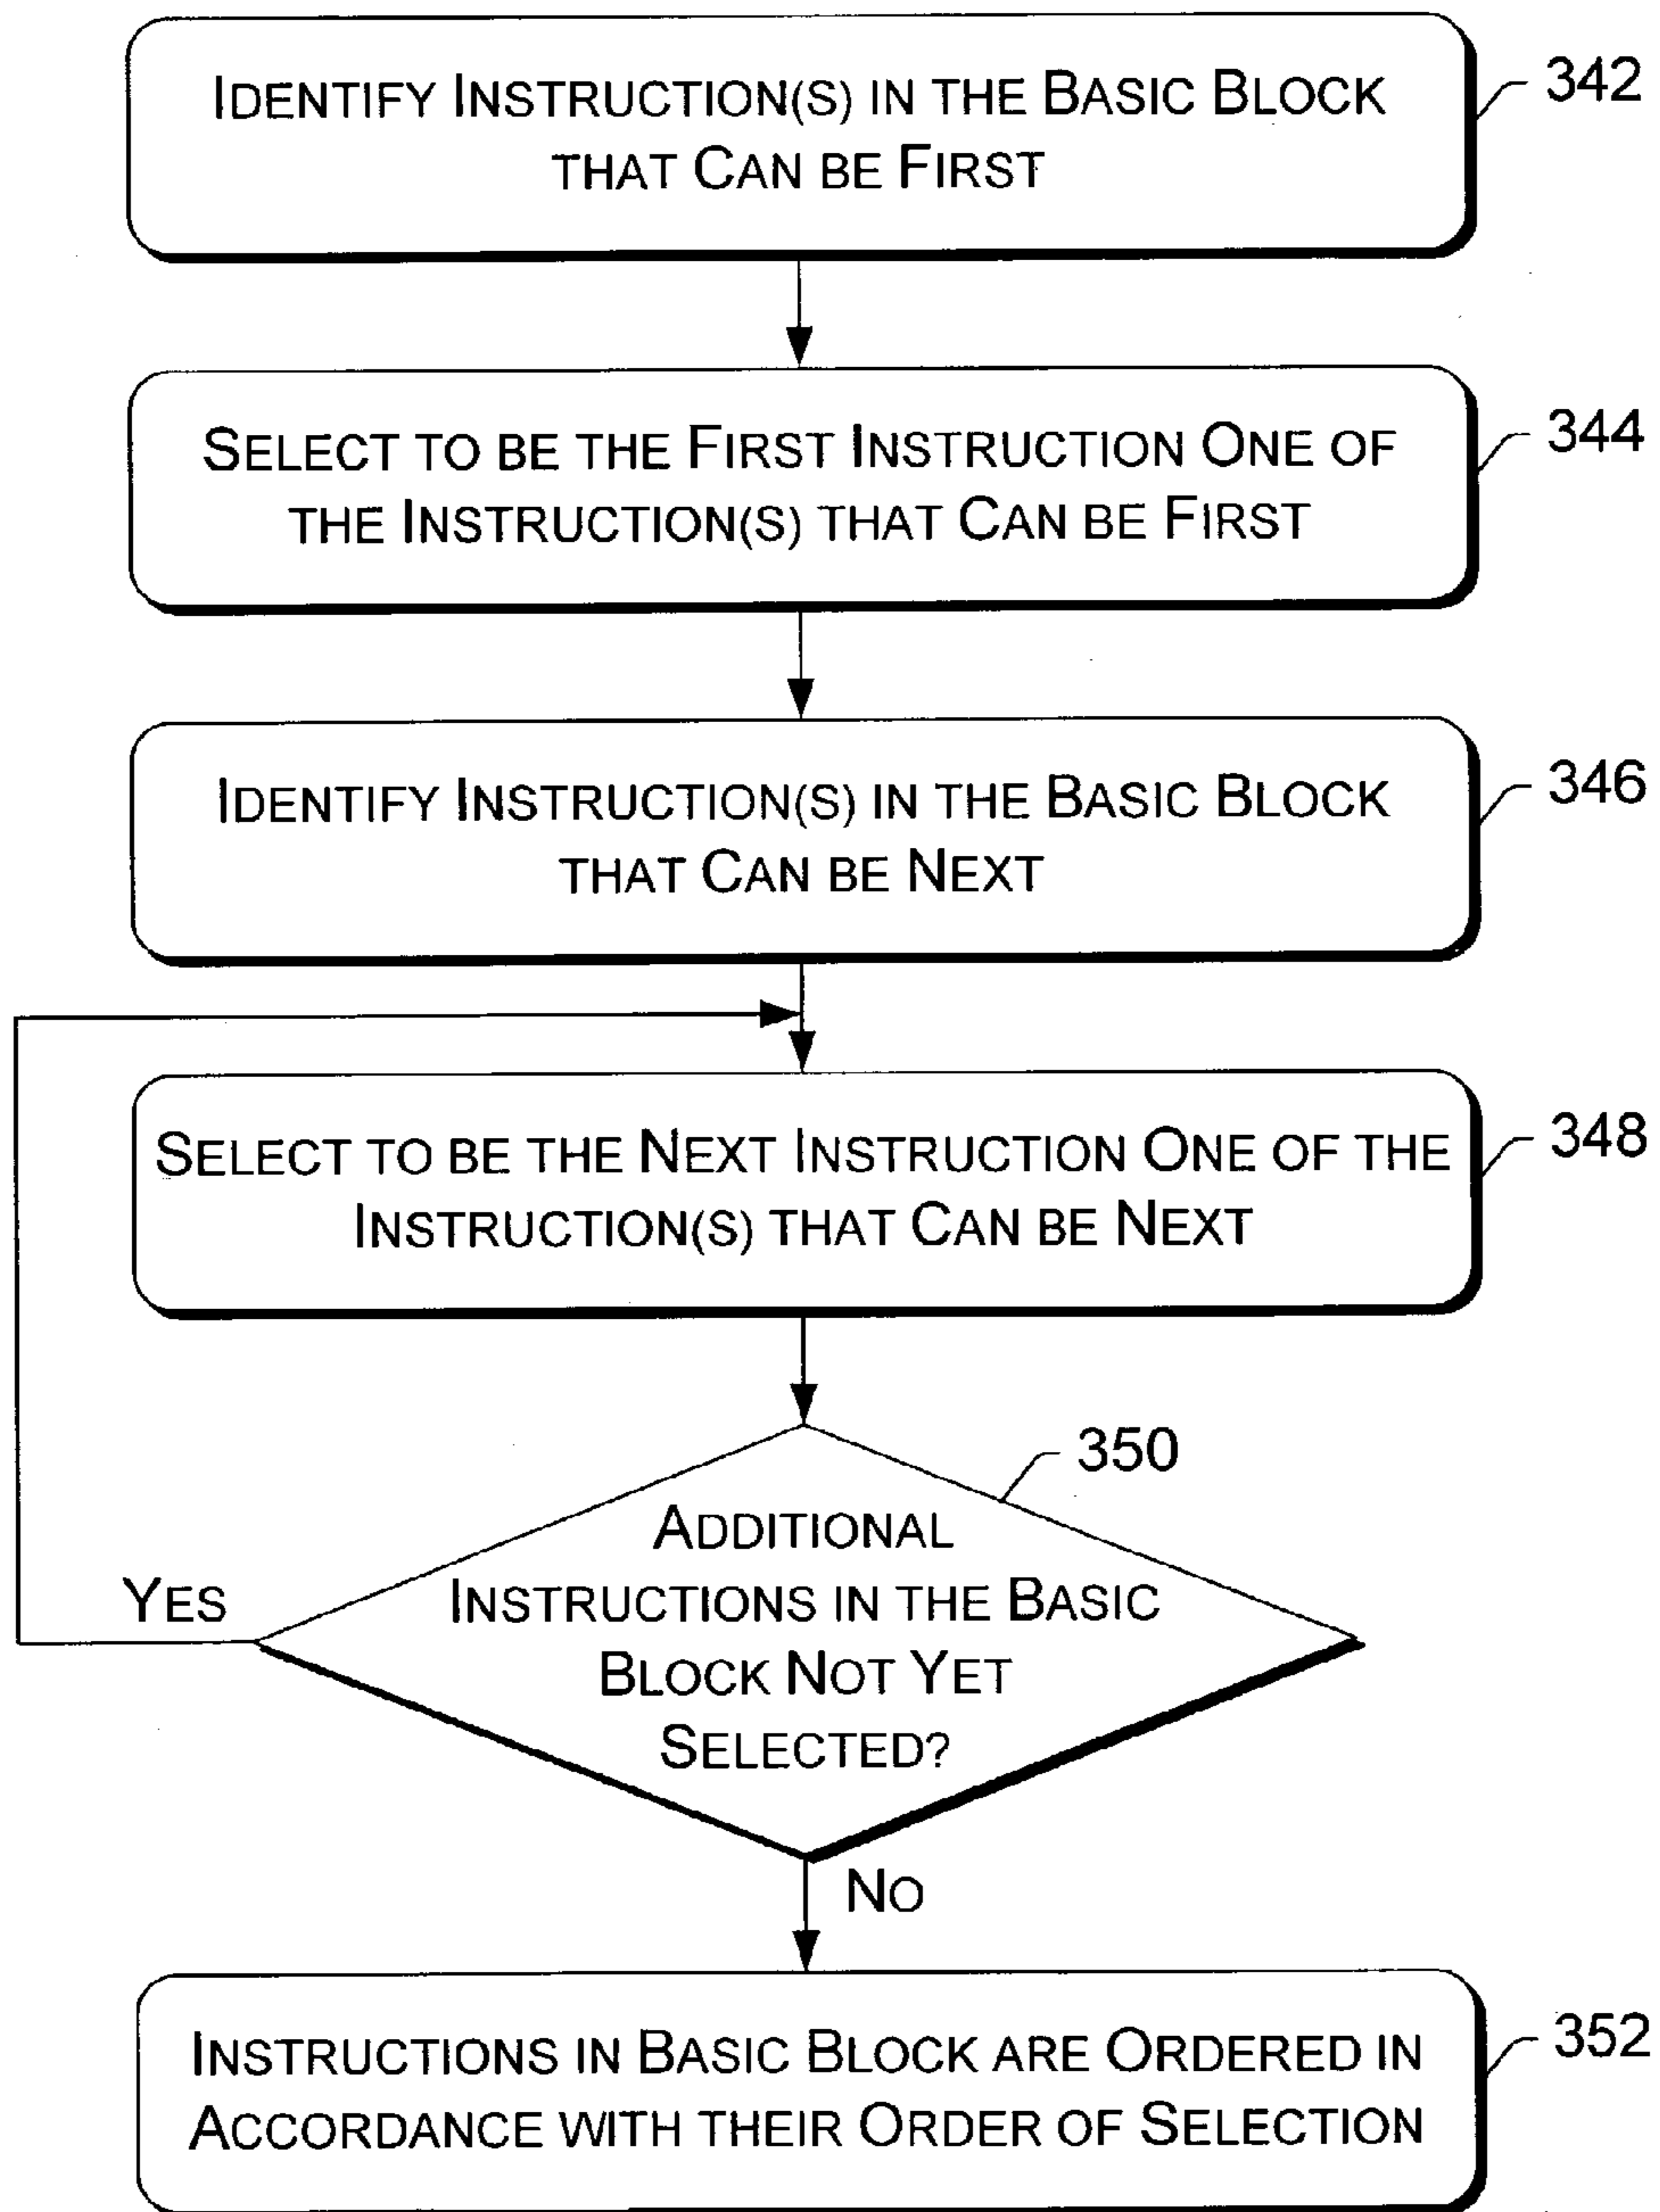 IDENTIFY INSTRUCTION(S) IN THE BASIC BLOCK
THAT CAN BE FIRST
342
SELECT TO BE THE FIRST INSTRUCTION ONE OF
THE INSTRUCTION(S) THAT CAN BE FIRST
344
IDENTIFY INSTRUCTION(S) IN THE BASIC BLOCK
THAT CAN BE NEXT
346
SELECT TO BE THE NEXT INSTRUCTION ONE OF THE
INSTRUCTION(S) THAT CAN BE NEXT
348
350
ADDITIONAL
INSTRUCTIONS IN THE BASIC
BLOCK NOT YET
SELECTED?
YES
NO
INSTRUCTIONS IN BASIC BLOCK ARE ORDERED IN
ACCORDANCE WITH THEIR ORDER OF SELECTION
352